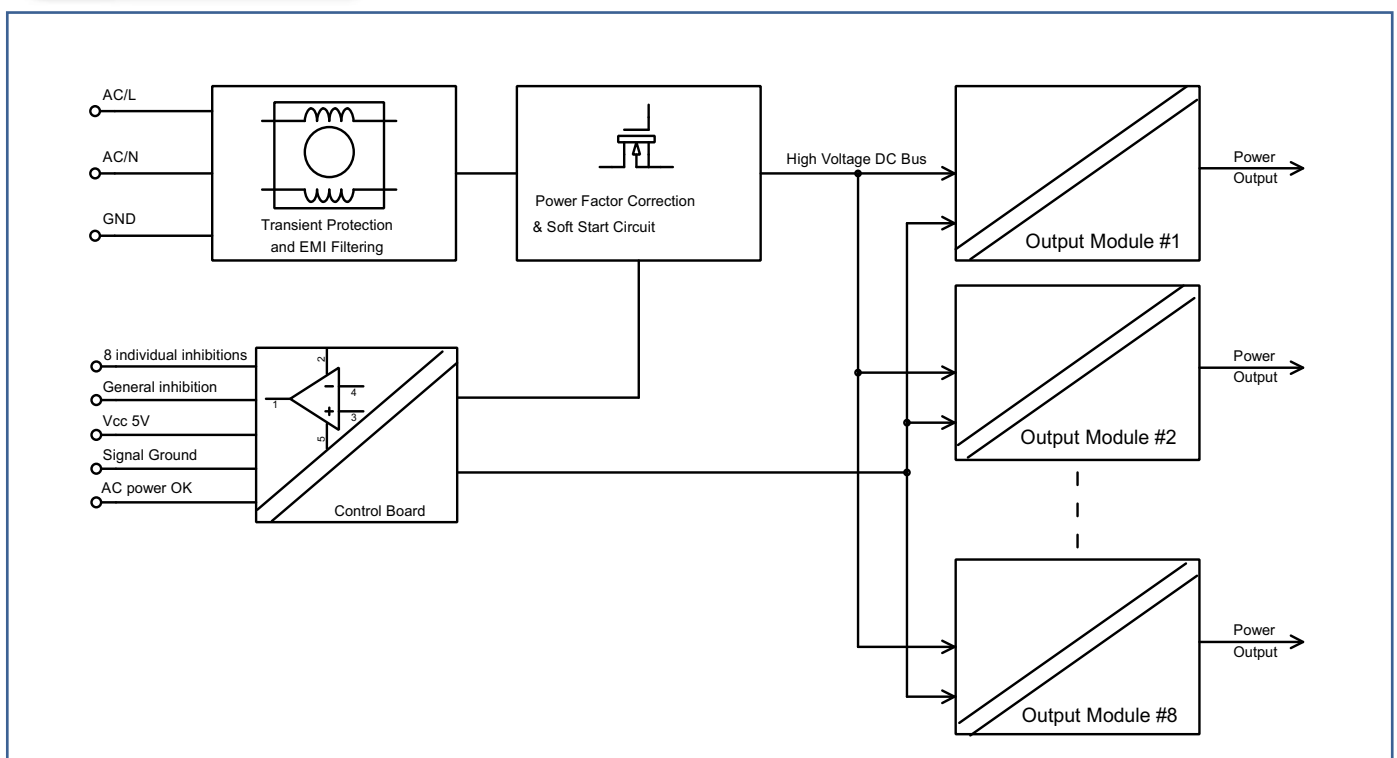 AC/L
AC/N
GND
Transient Protection
and EMI Filtering
Power Factor Correction
& Soft Start Circuit
High Voltage DC Bus
Output Module #1
Power
Output
8 individual inhibitions
General inhibition
Vcc 5V
Signal Ground
AC power OK
2
1
4
3
5
Control Board
Output Module #2
Power
Output
Output Module #8
Power
Output